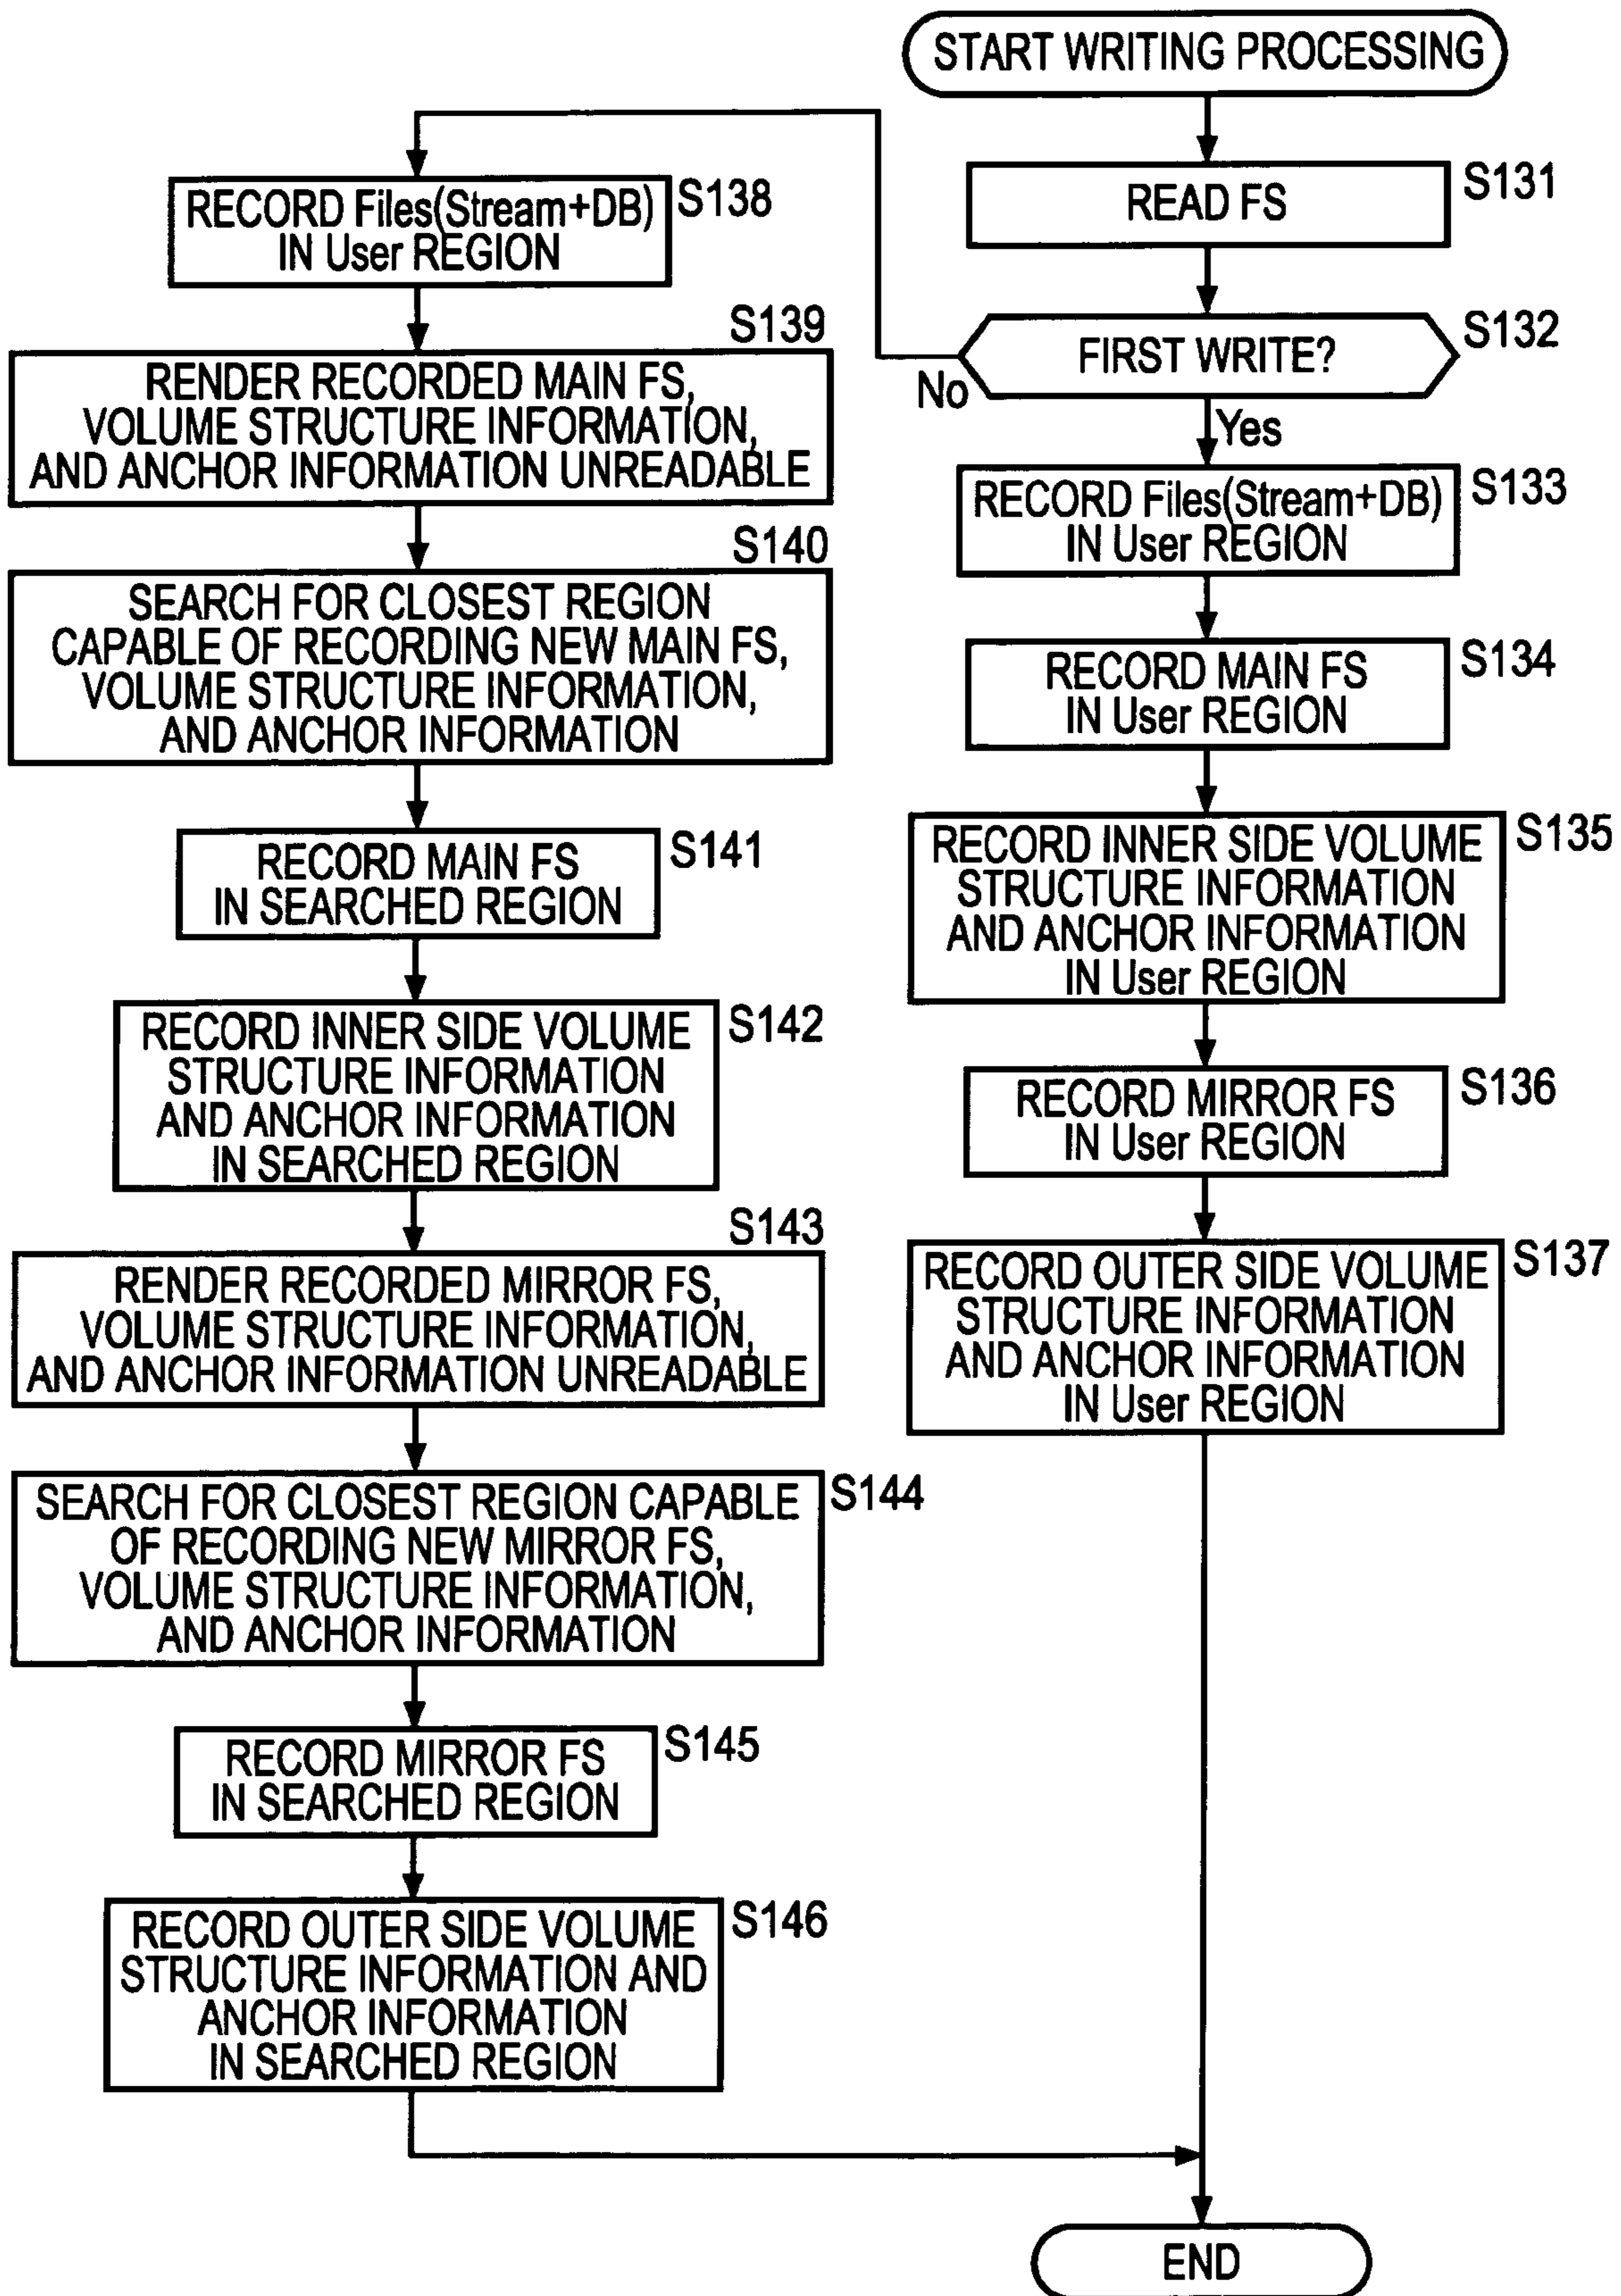 START WRITING PROCESSING
READ FS
S131
FIRST WRITE?
S132
No
Yes
RECORD Files(Stream+DB)
IN User REGION
S133
RECORD MAIN FS
IN User REGION
S134
RECORD INNER SIDE VOLUME
STRUCTURE INFORMATION
AND ANCHOR INFORMATION
IN User REGION
S135
RECORD MIRROR FS
IN User REGION
S136
RECORD OUTER SIDE VOLUME
STRUCTURE INFORMATION
AND ANCHOR INFORMATION
IN User REGION
S137
RECORD Files(Stream+DB)
IN User REGION
S138
S139
RENDER RECORDED MAIN FS,
VOLUME STRUCTURE INFORMATION,
AND ANCHOR INFORMATION UNREADABLE
S140
SEARCH FOR CLOSEST REGION
CAPABLE OF RECORDING NEW MAIN FS,
VOLUME STRUCTURE INFORMATION,
AND ANCHOR INFORMATION
RECORD MAIN FS
IN SEARCHED REGION
S141
RECORD INNER SIDE VOLUME
STRUCTURE INFORMATION
AND ANCHOR INFORMATION
IN SEARCHED REGION
S142
S143
RENDER RECORDED MIRROR FS,
VOLUME STRUCTURE INFORMATION,
AND ANCHOR INFORMATION UNREADABLE
SEARCH FOR CLOSEST REGION CAPABLE
OF RECORDING NEW MIRROR FS,
VOLUME STRUCTURE INFORMATION,
AND ANCHOR INFORMATION
S144
RECORD MIRROR FS
IN SEARCHED REGION
S145
RECORD OUTER SIDE VOLUME
STRUCTURE INFORMATION AND
ANCHOR INFORMATION
IN SEARCHED REGION
S146
END